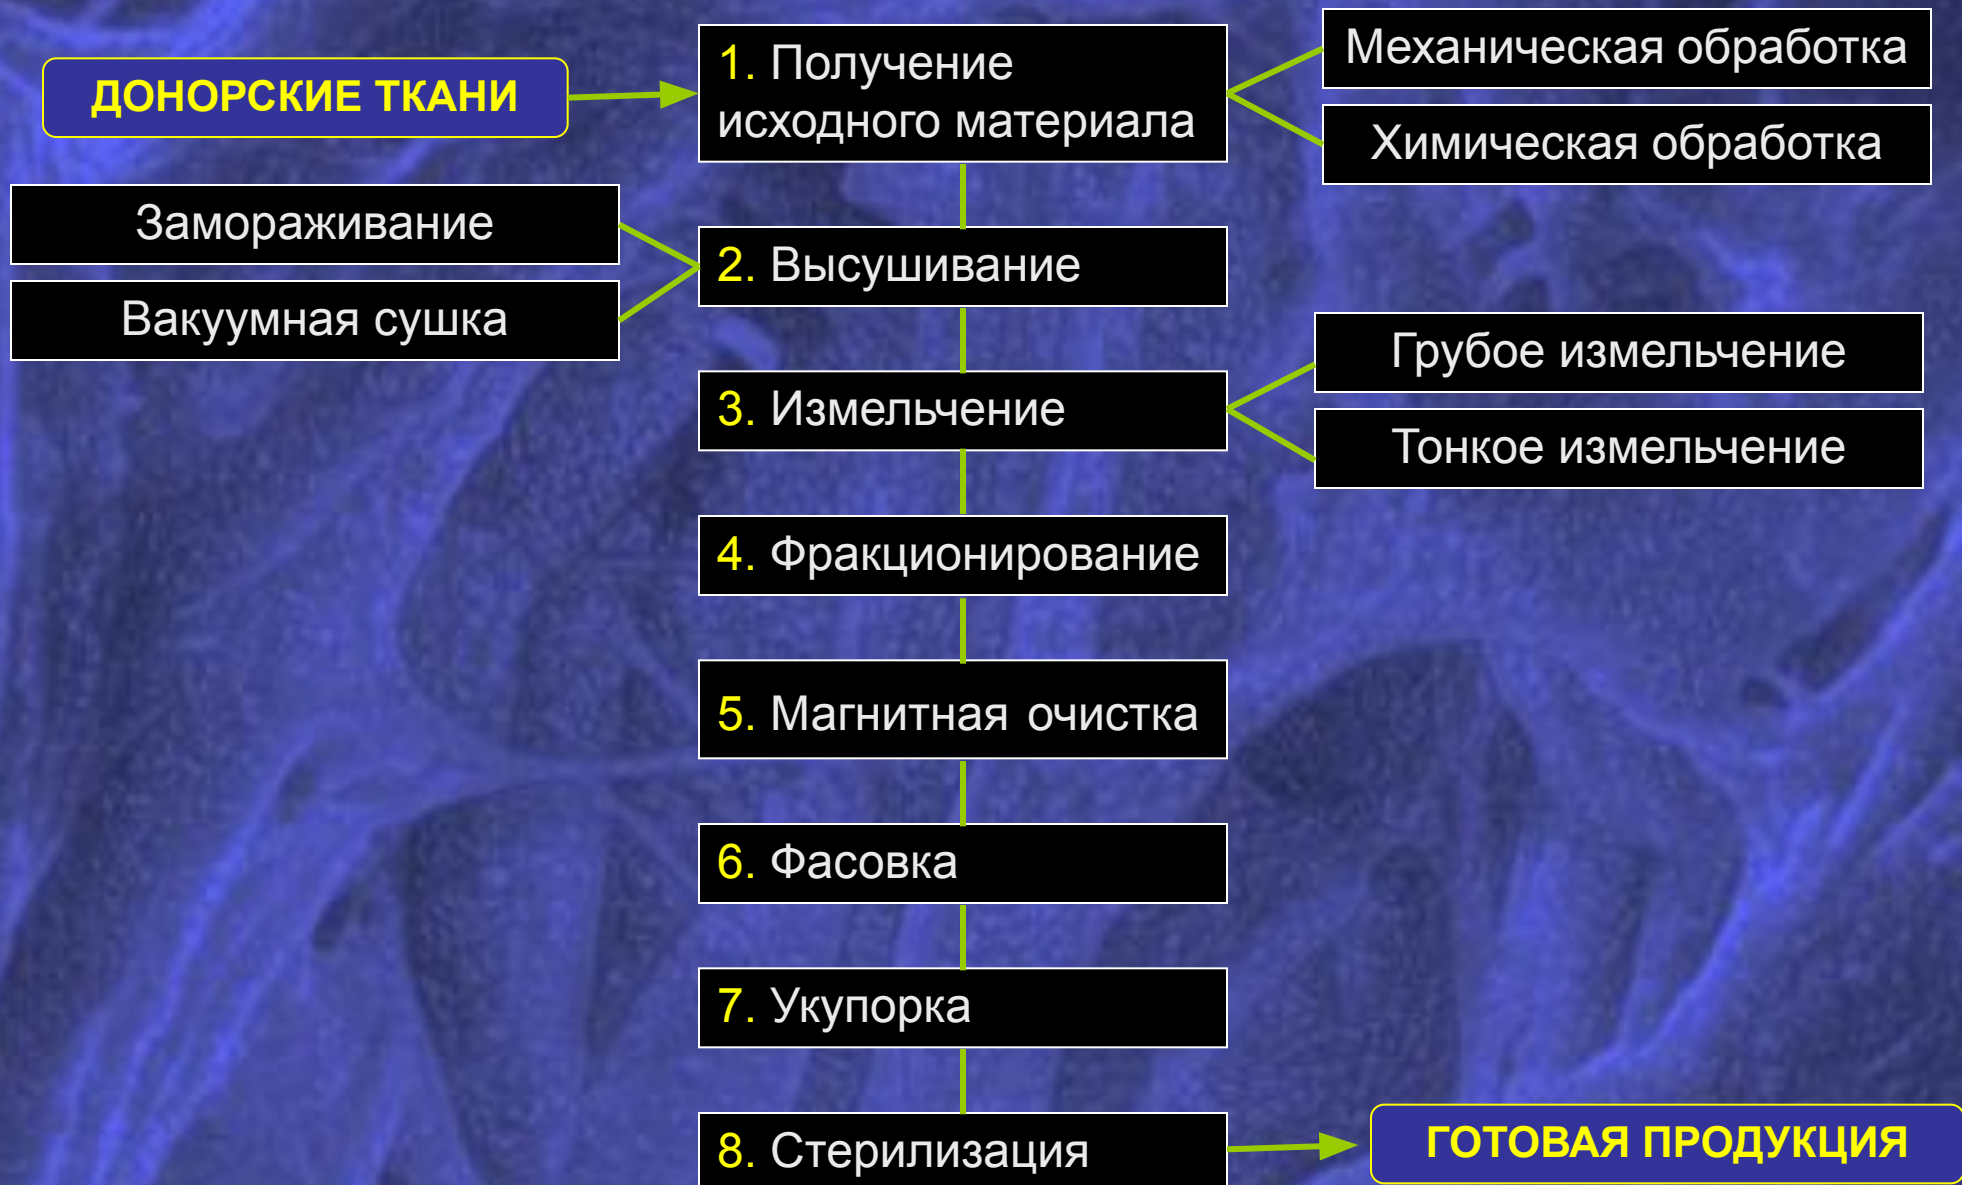 ДОНОРСКИЕ ТКАНИ
1. Получение
исходного материала
Механическая обработка
Химическая обработка
Замораживание
Вакуумная сушка
2. Высушивание
3. Измельчение
Грубое измельчение
Тонкое измельчение
4. Фракционирование
5. Магнитная очистка
6. Фасовка
7. Укупорка
8. Стерилизация
ГОТОВАЯ ПРОДУКЦИЯ